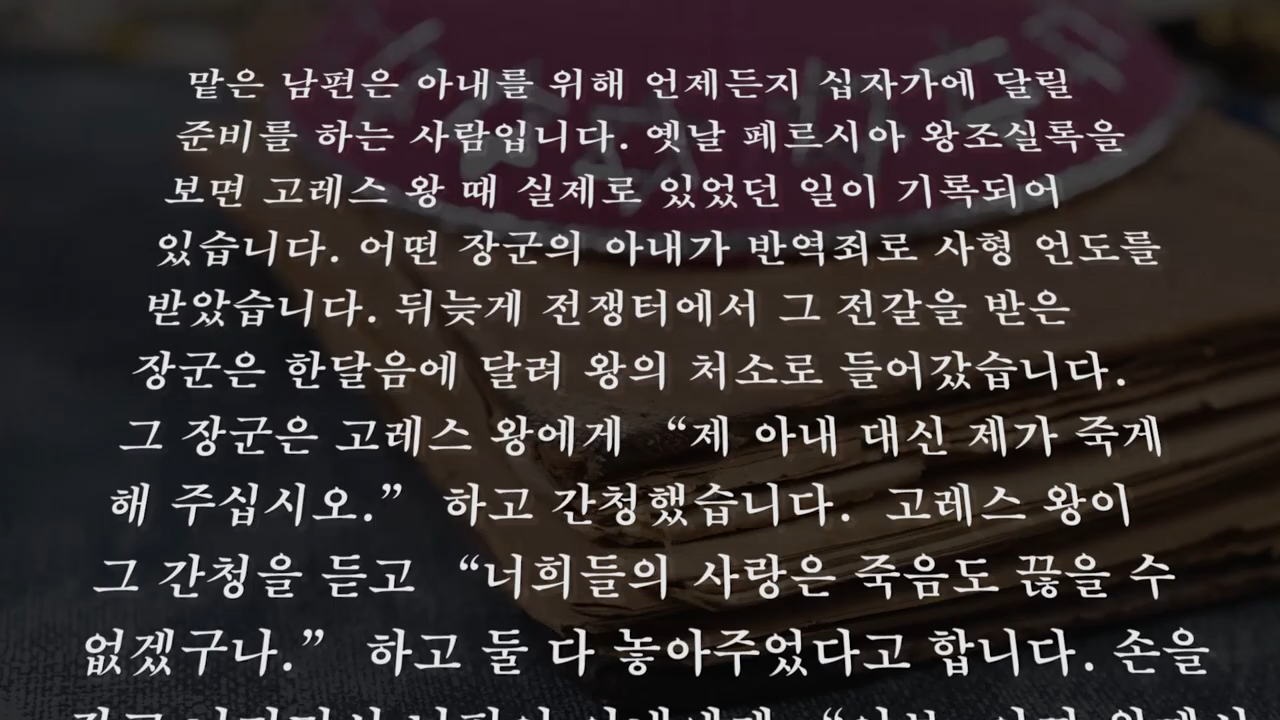 맡은 남편은 아내를 위해 언제든지 십자가에 달릴
준비를 하는 사람입니다. 옛날 페르시아 왕조실록을
보면 고레스 왕 때 실제로 있었던 일이 기록되어
있습니다. 어떤 장군의 아내가 반역죄로 사형 언도를
받았습니다. 뒤늦게 전쟁터에서 그 전갈을 받은
장군은 한달음에 달려 왕의 처소로 들어갔습니다.
그 장군은 고레스 왕에게 “제 아내 대신 제가 죽게
해 주십시오.” 하고 간청했습니다. 고레스 왕이
그 간청을 듣고 “너희들의 사랑은 죽음도 끊을 수
없겠구나.” 하고 둘 다 놓아주었다고 합니다. 손을